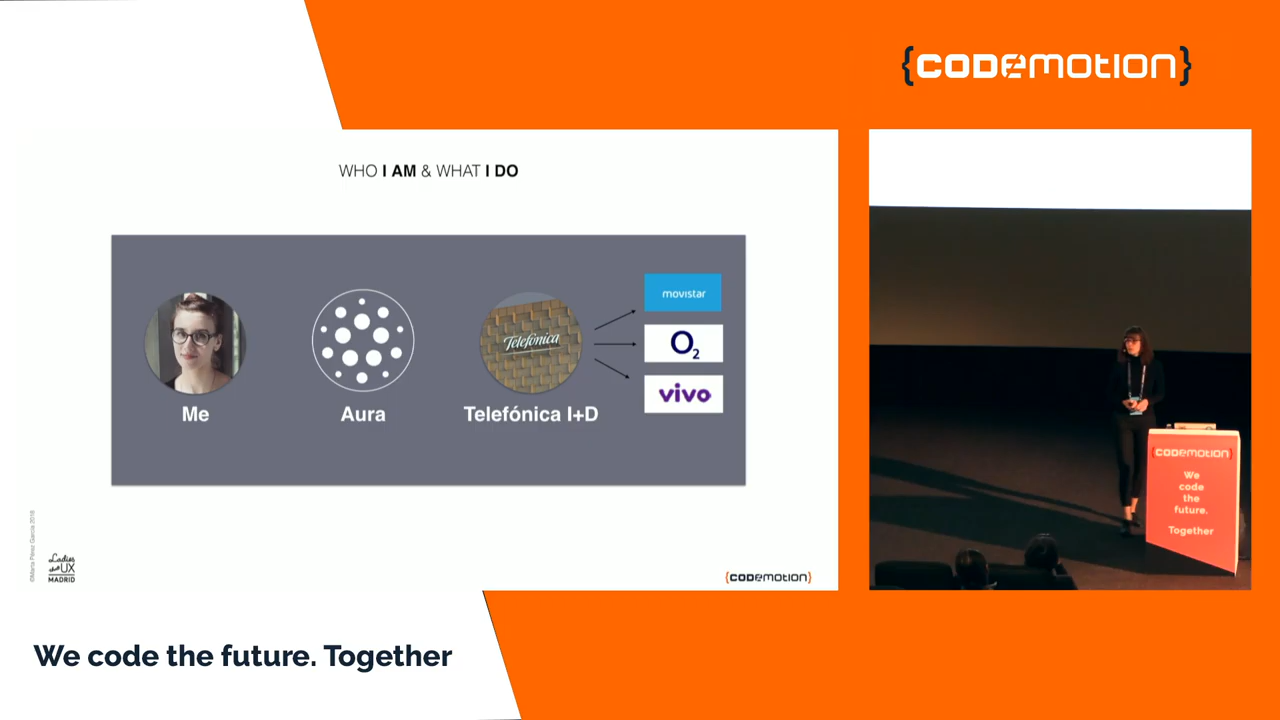 {CODEMOTION}
WHO I AM & WHAT I DO
movistar
O2
vivo
Telefónica
Me
Aura
Telefónica I+D
©Marta Pérez García 2018
Ladies
that UX
MADRID
{CODEMOTION}
{CODEMOTION}
We
code
the
future.
Together
We code the future. Together